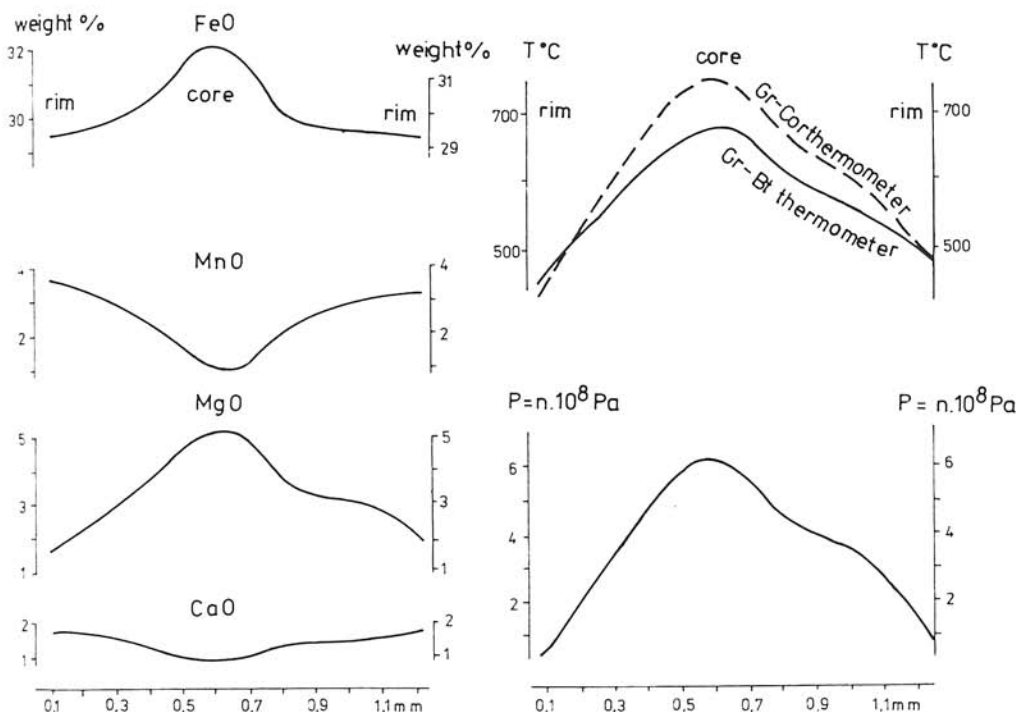 weight %
FeO
32
30
rim
core
rim
weight%
31
29
MnO
4
2
4
2
MgO
5
3
1
5
3
1
CaO
2
1
2
1
0,1 0,3 0,5 0,7 0,9 1,1 mm
T°C
core
T°C
700
rim
rim
700
Gr-Cor thermometer
Gr-Bt thermometer
500
500
P=n.10⁸ Pa
P = n.10⁸ Pa
6
4
2
6
4
2
0,1 0,3 0,5 0,7 0,9 1,1 mm